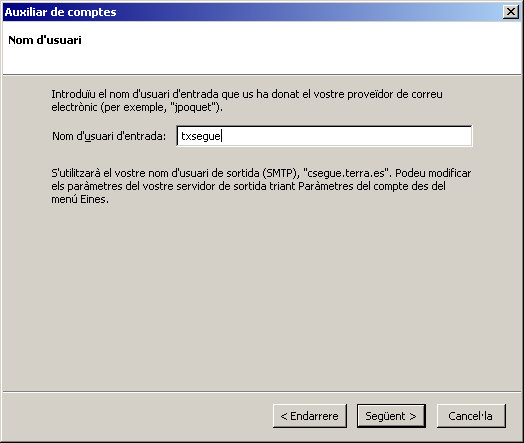 Auxiliar de comptes
Nom d'usuari
Introduïu el nom d'usuari d'entrada que us ha donat el vostre proveïdor de correu
electrònic (per exemple, "jpoquet").
Nom d'usuari d'entrada: txsegue
S'utilitzarà el vostre nom d'usuari de sortida (SMTP), "csegue.terra.es". Podeu modificar
els paràmetres del vostre servidor de sortida triant Paràmetres del compte des del
menú Eines.
< Endarrere Següent > Cancel·la